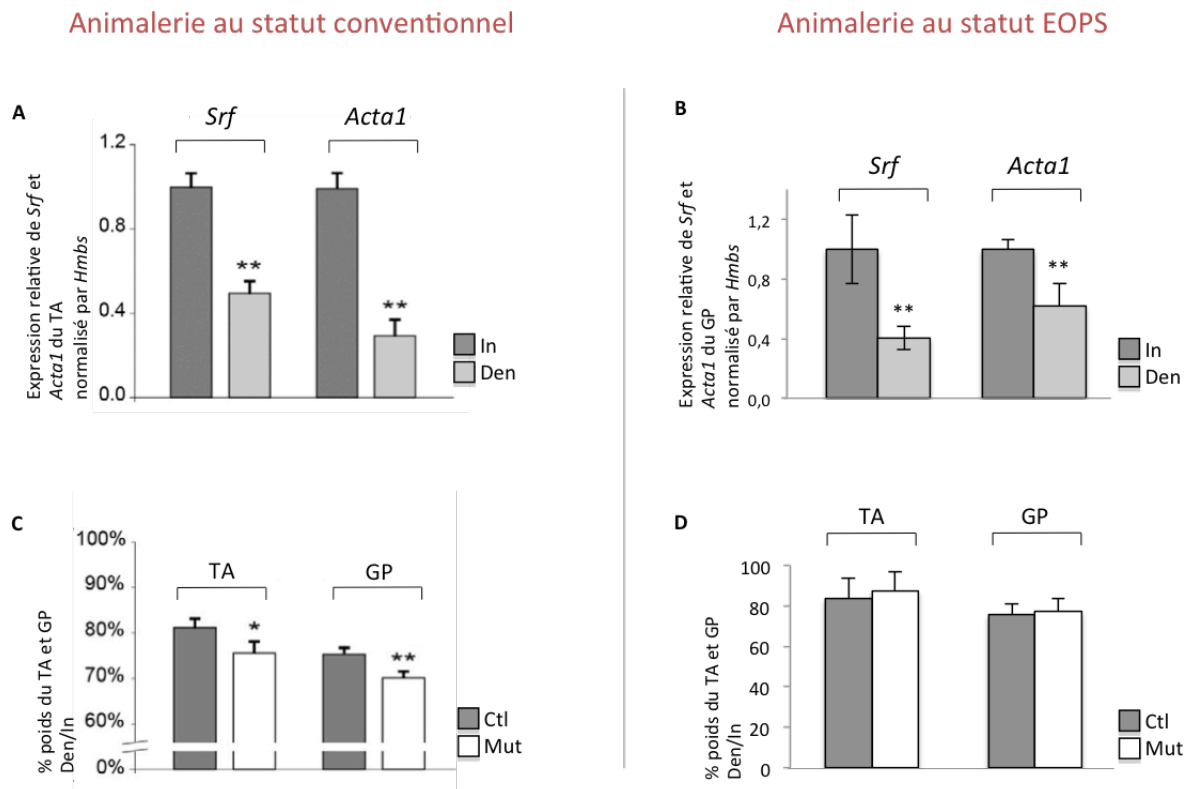 Animalerie au statut conventionnel
Animalerie au statut EOPS
A
Srf
Acta1
1.2
0.8
0.4
0.0
Expression relative de Srf et
Acta1 du TA
normalisé par Hmbs
**
**
In
Den
B
Srf
Acta1
1,2
0,8
0,4
0,0
Expression relative de Srf et
Acta1 du GP
normalisé par Hmbs
**
**
In
Den
C
TA
GP
100%
90%
80%
70%
60%
0%
% poids du TA et GP
Den/In
*
**
Ctl
Mut
D
TA
GP
100
80
60
40
20
0
% poids du TA et GP
Den/In
Ctl
Mut